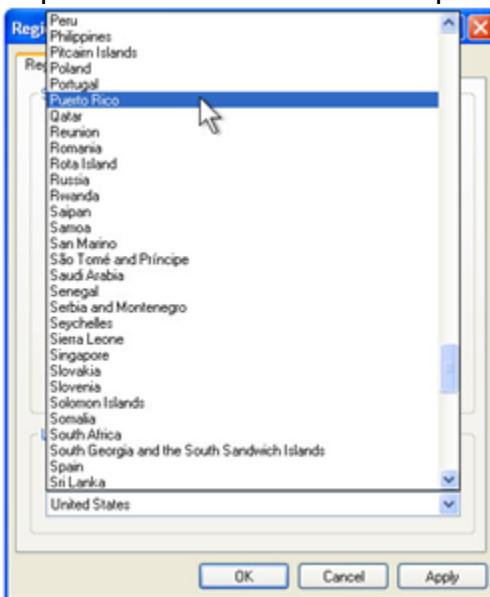 Regi
Peru
Philippines
Pitcairn Islands
Reg
Poland
Portugal
Puerto Rico
Qatar
Reunion
Romania
Rota Island
Russia
Rwanda
Saipan
Samoa
San Marino
São Tomé and Príncipe
Saudi Arabia
Senegal
Serbia and Montenegro
Seychelles
Sierra Leone
Singapore
Slovakia
Slovenia
Solomon Islands
Somalia
South Africa
South Georgia and the South Sandwich Islands
Spain
Sri Lanka
United States
OK
Cancel
Apply